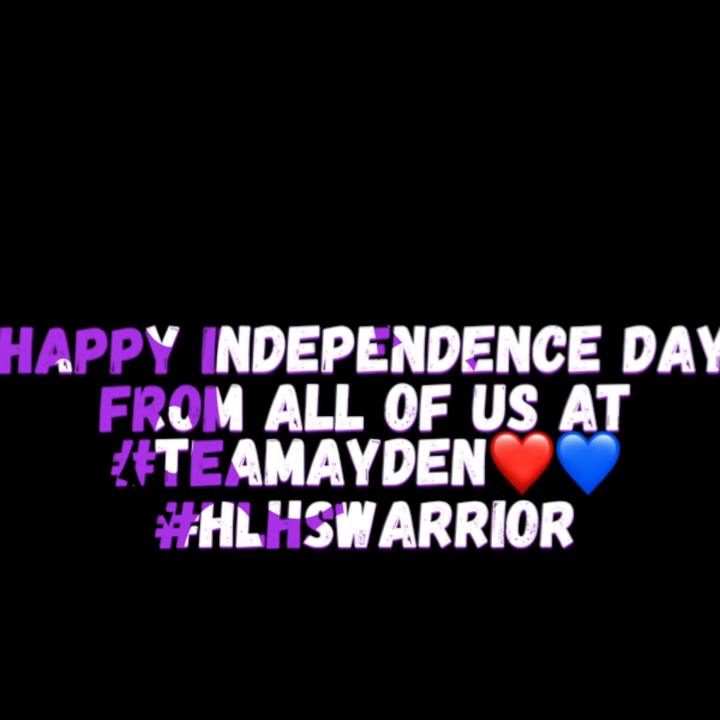 HAPPY INDEPENDENCE DAY
FROM ALL OF US AT
#TEAMAYDEN❤️💙
#HLHSWARRIOR